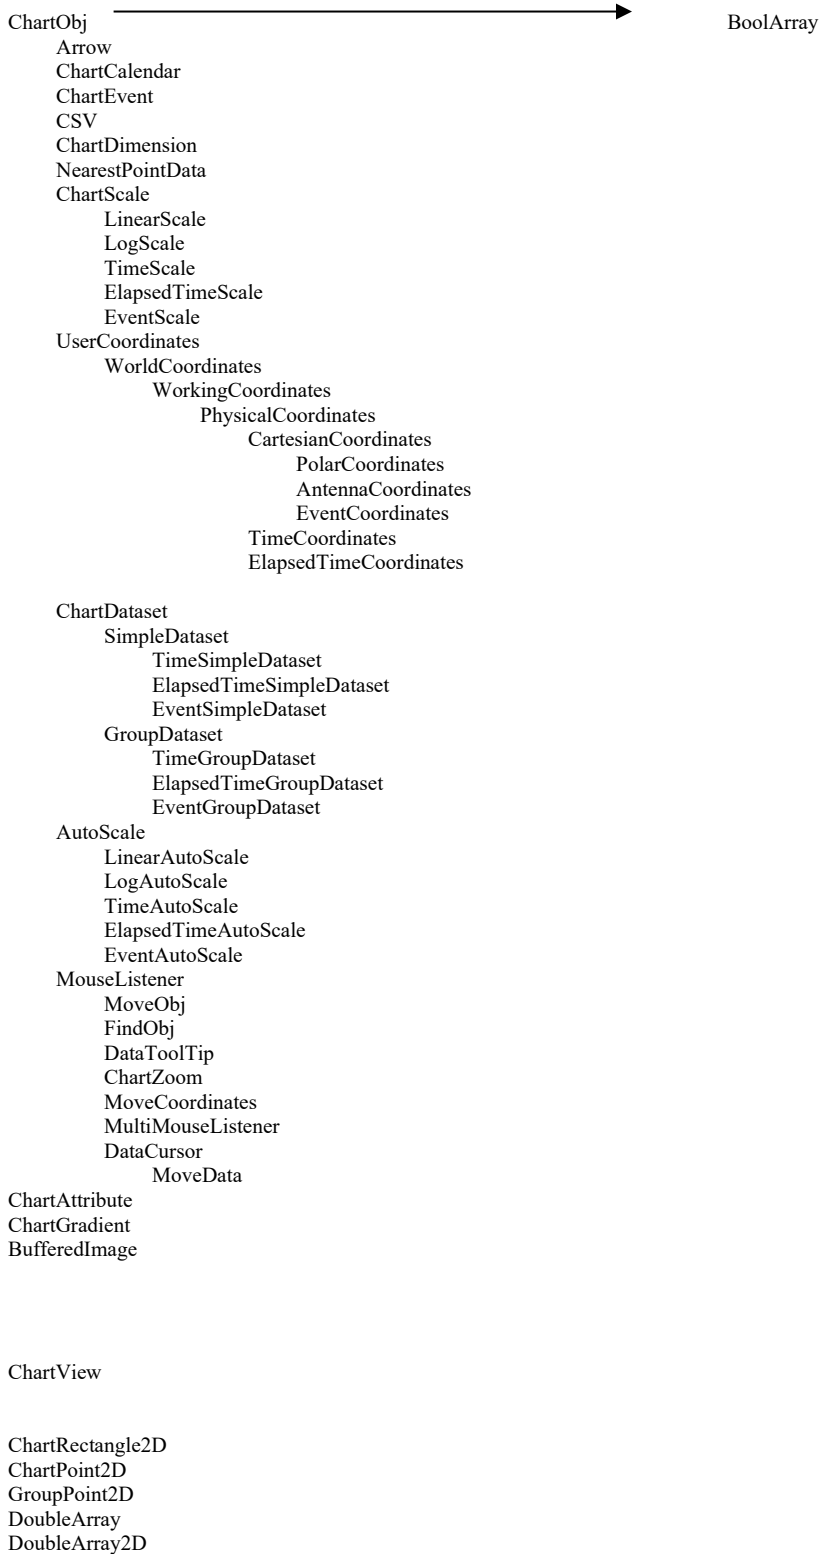 ChartObj BoolArray
Arrow
ChartCalendar
ChartEvent
CSV
ChartDimension
NearestPointData
ChartScale
LinearScale
LogScale
TimeScale
ElapsedTimeScale
EventScale
UserCoordinates
WorldCoordinates
WorkingCoordinates
PhysicalCoordinates
CartesianCoordinates
PolarCoordinates
AntennaCoordinates
EventCoordinates
TimeCoordinates
ElapsedTimeCoordinates
ChartDataset
SimpleDataset
TimeSimpleDataset
ElapsedTimeSimpleDataset
EventSimpleDataset
GroupDataset
TimeGroupDataset
ElapsedTimeGroupDataset
EventGroupDataset
AutoScale
LinearAutoScale
LogAutoScale
TimeAutoScale
ElapsedTimeAutoScale
EventAutoScale
MouseListener
MoveObj
FindObj
DataToolTip
ChartZoom
MoveCoordinates
MultiMouseListener
DataCursor
MoveData
ChartAttribute
ChartGradient
BufferedImage
ChartView
ChartRectangle2D
ChartPoint2D
GroupPoint2D
DoubleArray
DoubleArray2D